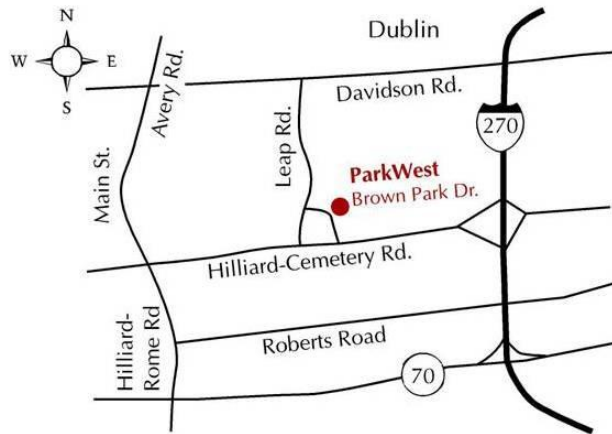 N
W E
S
Dublin
Avery Rd.
Davidson Rd.
270
Main St.
Leap Rd.
ParkWest
Brown Park Dr.
Hilliard-Cemetery Rd.
Hilliard-
Rome Rd
Roberts Road
70